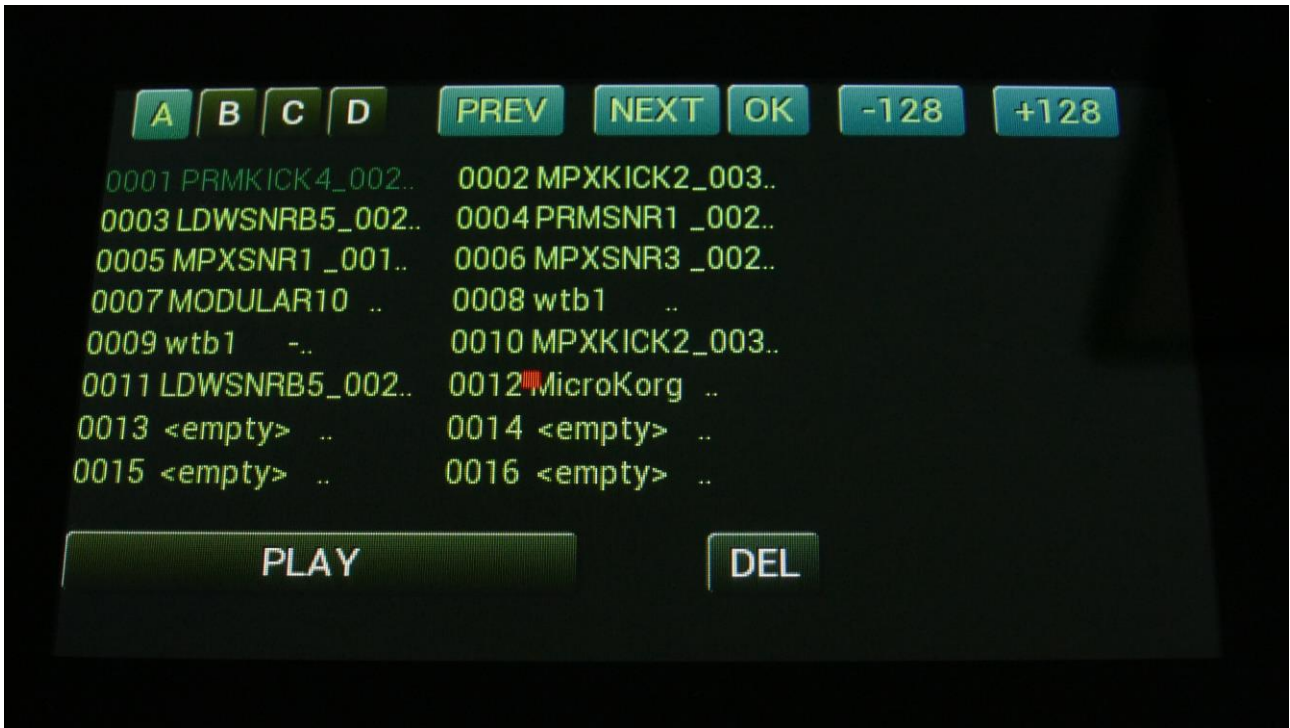 A B C D PREV NEXT OK -128 +128
0001 PRMKICK4_002.. 0002 MPXKICK2_003..
0003 LDWSNRB5_002.. 0004 PRMSNR1 _002..
0005 MPXSNR1 _001.. 0006 MPXSNR3 _002..
0007 MODULAR10 .. 0008 wtb1 ..
0009 wtb1 -.. 0010 MPXKICK2_003..
0011 LDWSNRB5_002.. 0012 MicroKorg ..
0013 <empty> .. 0014 <empty> ..
0015 <empty> .. 0016 <empty> ..
PLAY DEL